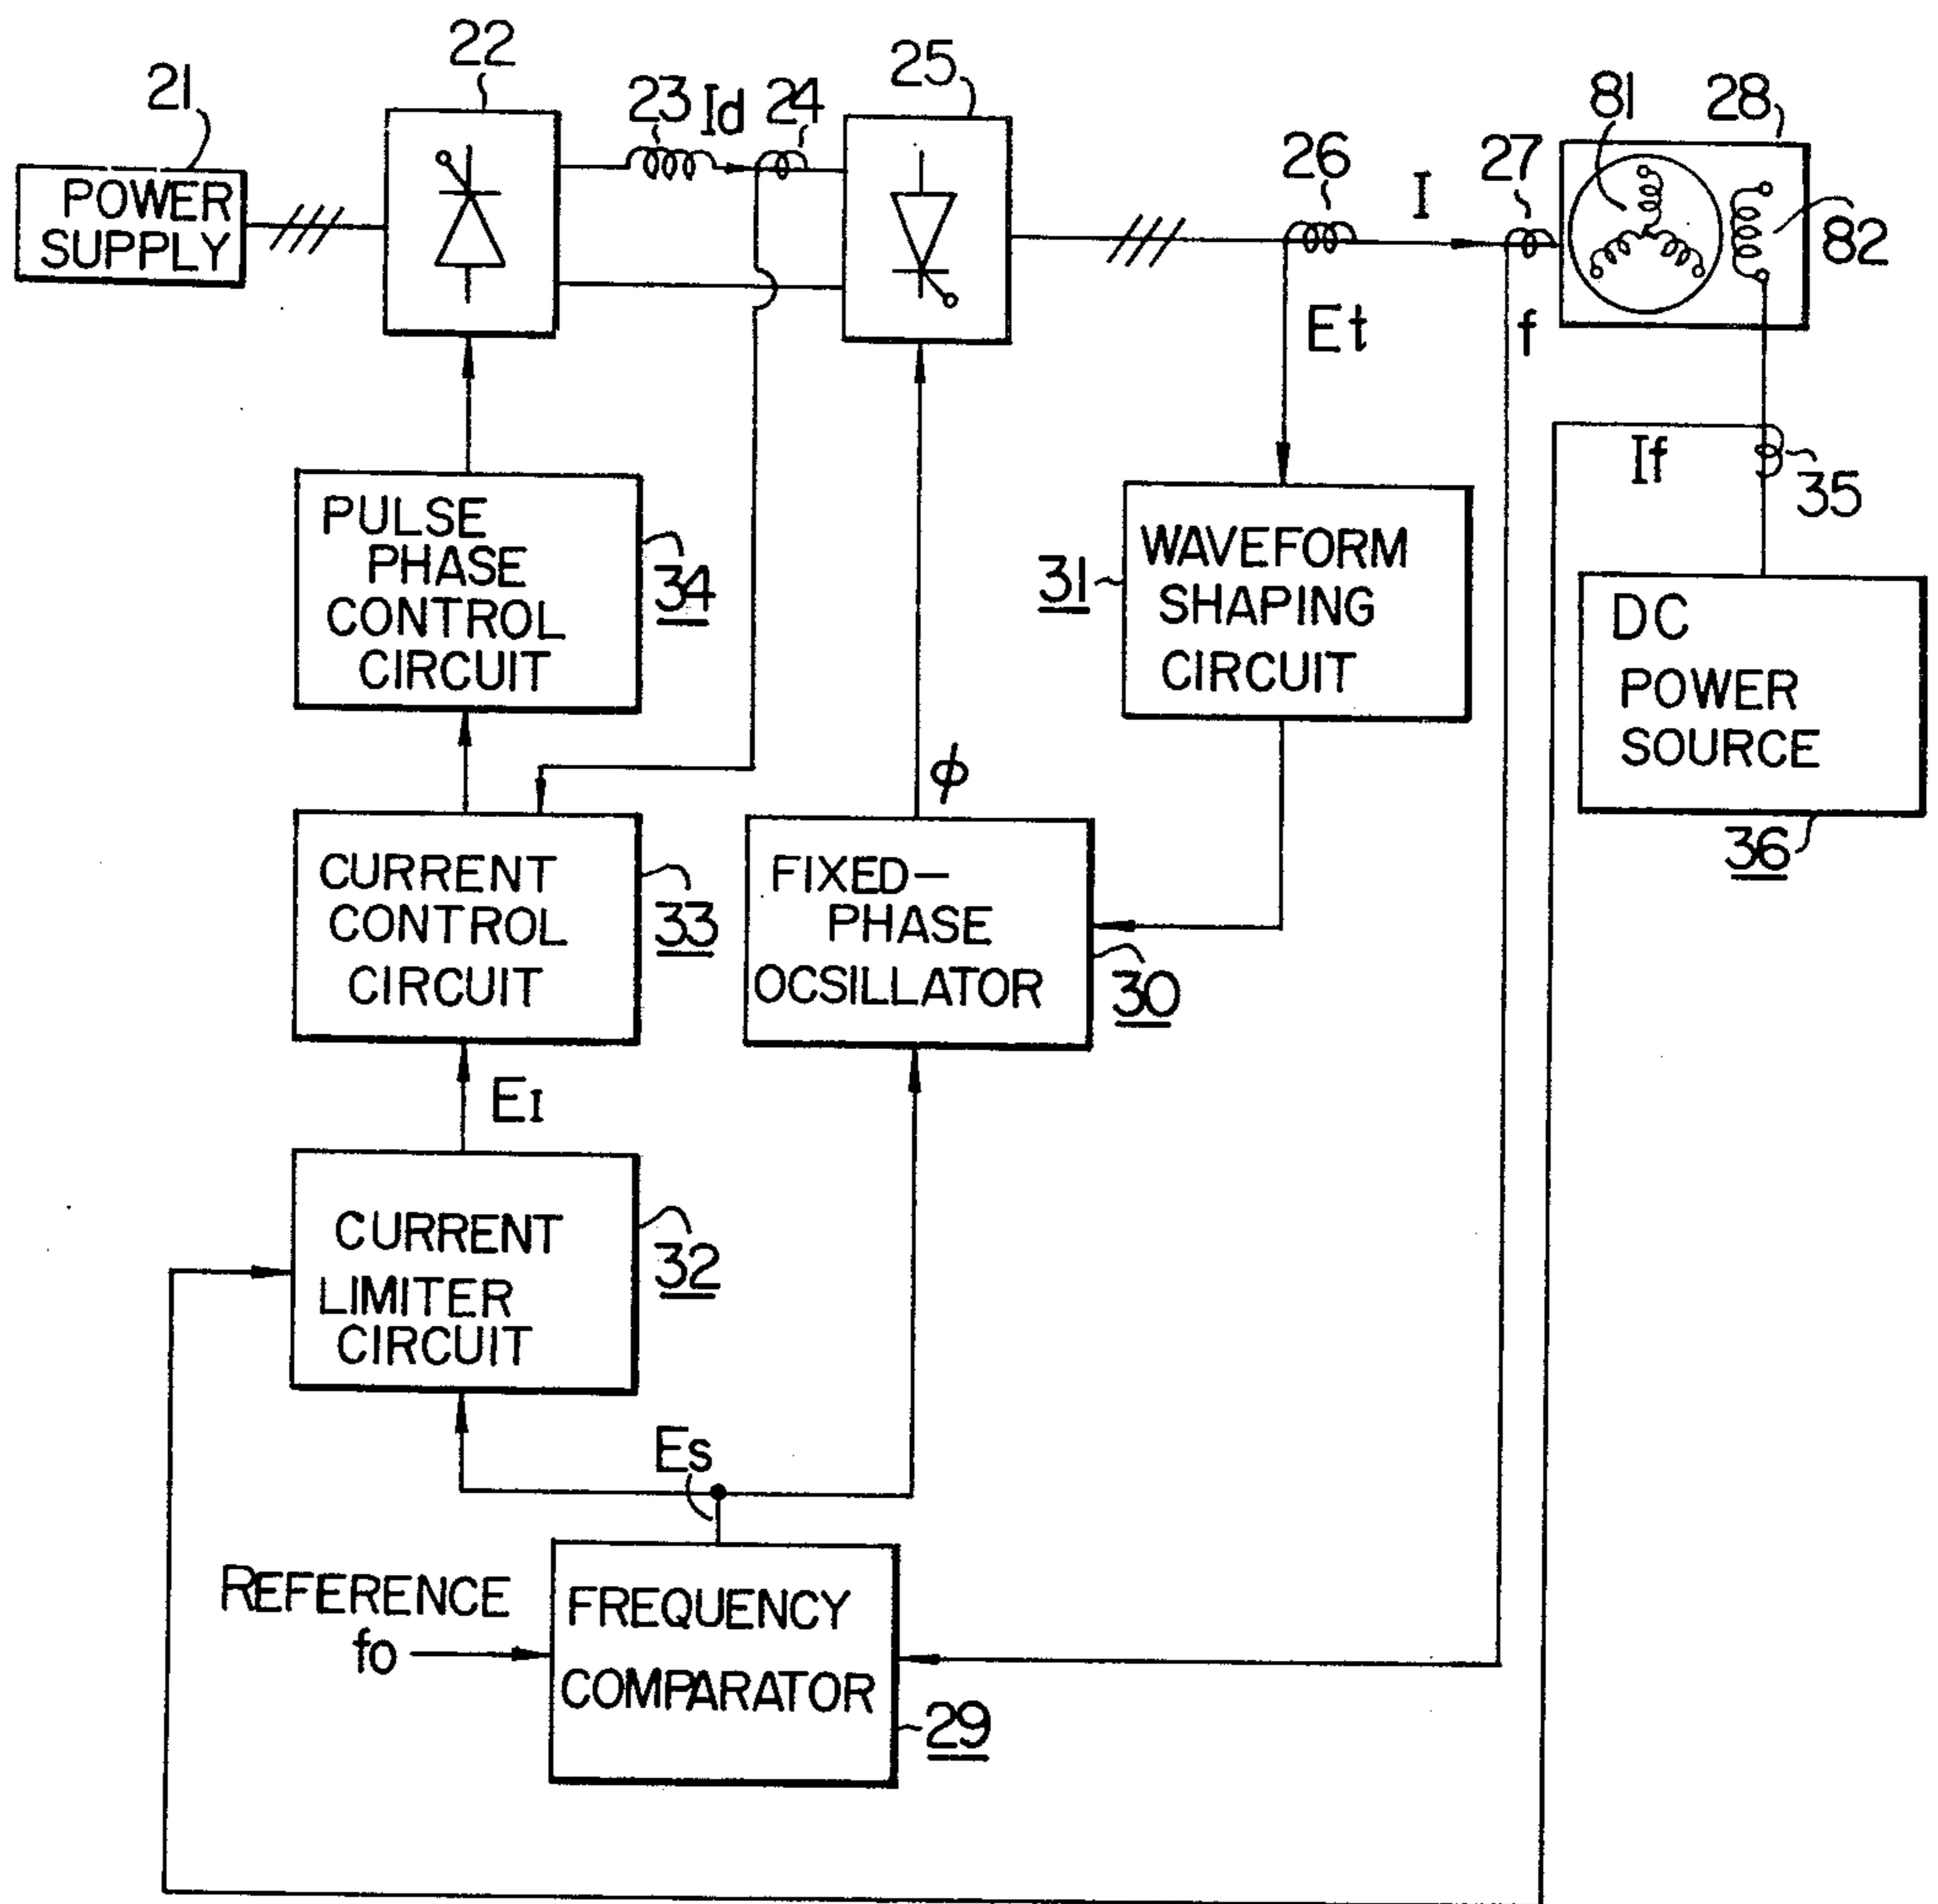 22
25
21
23
Id
24
81
28
26
I
27
POWER
SUPPLY
82
Et
f
If
35
PULSE
PHASE
CONTROL
CIRCUIT
34
31
WAVEFORM
SHAPING
CIRCUIT
DC
POWER
SOURCE
36
ϕ
CURRENT
CONTROL
CIRCUIT
33
FIXED-
PHASE
OCSILLATOR
30
EI
CURRENT
LIMITER
CIRCUIT
32
Es
REFERENCE
fo
FREQUENCY
COMPARATOR
29